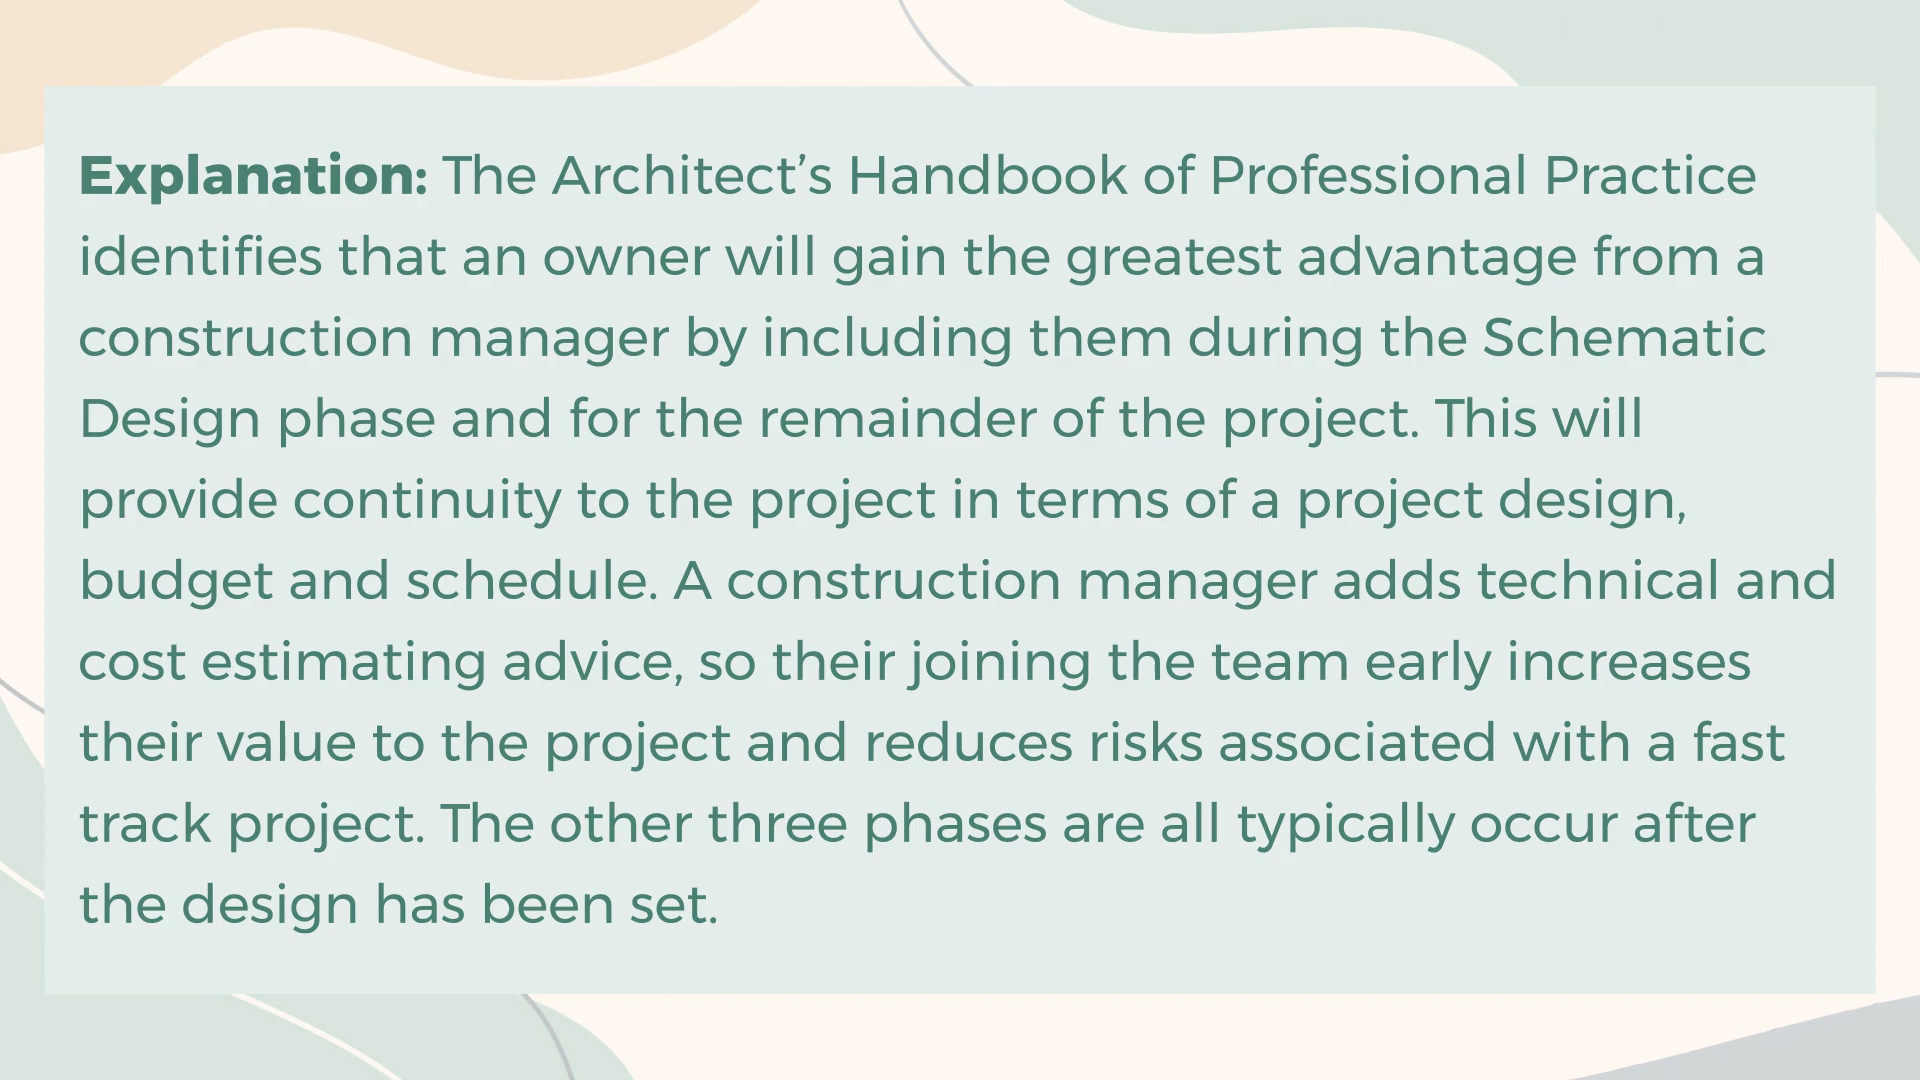 Explanation: The Architect’s Handbook of Professional Practice
identifies that an owner will gain the greatest advantage from a
construction manager by including them during the Schematic
Design phase and for the remainder of the project. This will
provide continuity to the project in terms of a project design,
budget and schedule. A construction manager adds technical and
cost estimating advice, so their joining the team early increases
their value to the project and reduces risks associated with a fast
track project. The other three phases are all typically occur after
the design has been set.